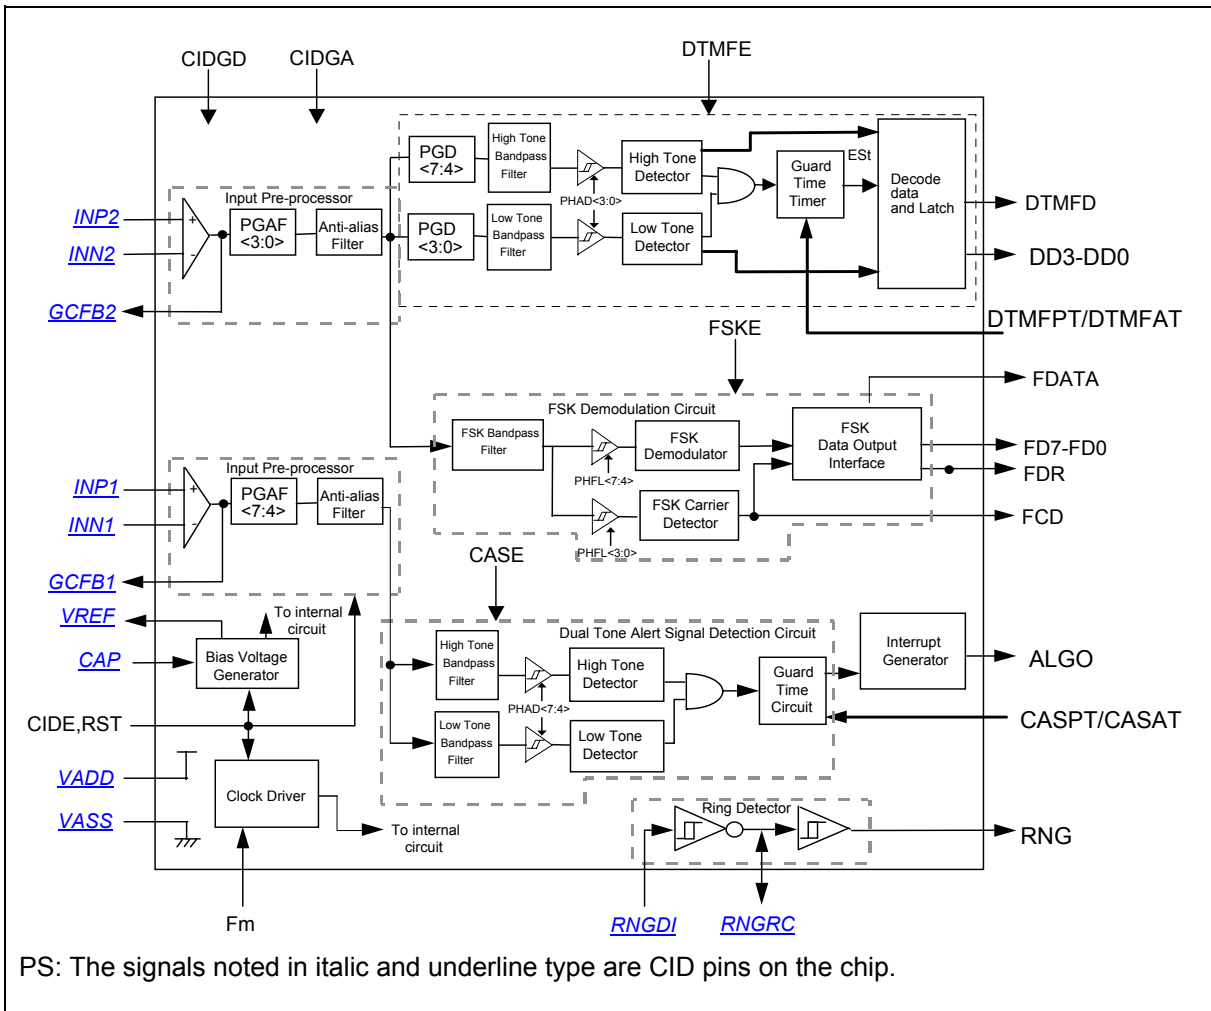 CIDGD
CIDGA
DTMFE
PGD
<7:4>
High Tone
Bandpass
Filter
High Tone
Detector
Guard
Time
Timer
ESt
Decode
data
and Latch
PHAD<3:0>
Input Pre-processor
INP2
INN2
+
-
PGAF
<3:0>
Anti-alias
Filter
PGD
<3:0>
Low Tone
Bandpass
Filter
Low Tone
Detector
DTMFD
DD3-DD0
GCFB2
DTMFPT/DTMFAT
FSKE
FDATA
FSK Demodulation Circuit
FSK Bandpass
Filter
FSK
Demodulator
FSK
Data Output
Interface
FD7-FD0
FDR
PHFL<7:4>
FSK Carrier
Detector
FCD
PHFL<3:0>
Input Pre-processor
INP1
INN1
+
-
PGAF
<7:4>
Anti-alias
Filter
GCFB1
CASE
VREF
To internal
circuit
CAP
Bias Voltage
Generator
Dual Tone Alert Signal Detection Circuit
High Tone
Bandpass
Filter
High Tone
Detector
Guard
Time
Circuit
Interrupt
Generator
ALGO
PHAD<7:4>
CIDE,RST
Low Tone
Bandpass
Filter
Low Tone
Detector
CASPT/CASAT
VADD
Clock Driver
VASS
To internal
circuit
Ring Detector
RNG
Fm
RNGDI
RNGRC
PS: The signals noted in italic and underline type are CID pins on the chip.